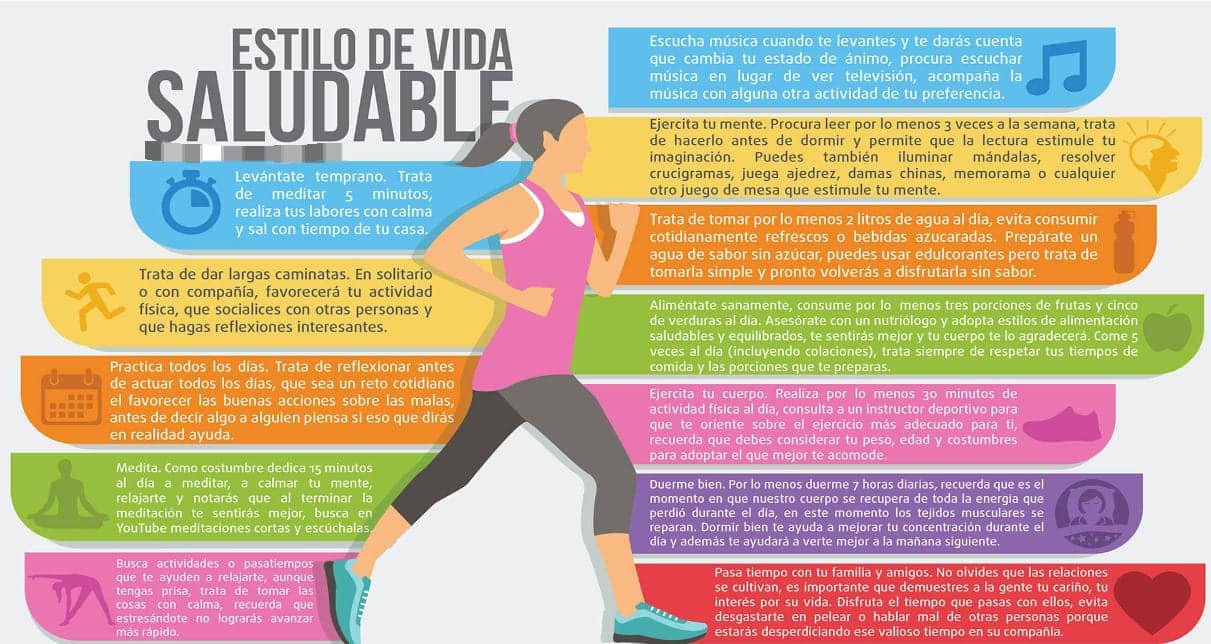 ESTILO DE VIDA
SALUDABLE
Levántate temprano. Trata
de meditar 5 minutos,
realiza tus labores con calma
y sal con tiempo de tu casa.
Trata de dar largas caminatas. En solitario
o con compañía, favorecerá tu actividad
física, que socialices con otras personas y
que hagas reflexiones interesantes.
Practica todos los días. Trata de reflexionar antes
de actuar todos los días, que sea un reto cotidiano
el favorecer las buenas acciones sobre las malas,
antes de decir algo a alguien piensa si eso que dirás
en realidad ayuda.
Medita. Como costumbre dedica 15 minutos
al día a meditar, a calmar tu mente,
relajarte y notarás que al terminar la
meditación te sentirás mejor, busca en
YouTube meditaciones cortas y escúchalas.
Busca actividades o pasatiempos
que te ayuden a relajarte, aunque
tengas prisa, trata de tomar las
cosas con calma, recuerda que
estresándote no lograrás avanzar
más rápido.
Escucha música cuando te levantes y te darás cuenta
que cambia tu estado de ánimo, procura escuchar
música en lugar de ver televisión, acompaña la
música con alguna otra actividad de tu preferencia.
Ejercita tu mente. Procura leer por lo menos 3 veces a la semana, trata
de hacerlo antes de dormir y permite que la lectura estimule tu
imaginación. Puedes también iluminar mándalas, resolver
crucigramas, juega ajedrez, damas chinas, memorama o cualquier
otro juego de mesa que estimule tu mente.
Trata de tomar por lo menos 2 litros de agua al día, evita consumir
cotidianamente refrescos o bebidas azucaradas. Prepárate un
agua de sabor sin azúcar, puedes usar edulcorantes pero trata de
tomarla simple y pronto volverás a disfrutarla sin sabor.
Aliméntate sanamente, consume por lo menos tres porciones de frutas y cinco
de verduras al día. Asesórate con un nutriólogo y adopta estilos de alimentación
saludables y equilibrados, te sentirás mejor y tu cuerpo te lo agradecerá. Come 5
veces al día (incluyendo colaciones), trata siempre de respetar tus tiempos de
comida y las porciones que te preparas.
Ejercita tu cuerpo. Realiza por lo menos 30 minutos de
actividad física al día, consulta a un instructor deportivo para
que te oriente sobre el ejercicio más adecuado para ti,
recuerda que debes considerar tu peso, edad y costumbres
para adoptar el que mejor te acomode.
Duerme bien. Por lo menos duerme 7 horas diarias, recuerda que es el
momento en que nuestro cuerpo se recupera de toda la energía que
perdió durante el día, en este momento los tejidos musculares se
reparan. Dormir bien te ayuda a mejorar tu concentración durante el
día y además te ayudará a verte mejor a la mañana siguiente.
Pasa tiempo con tu familia y amigos. No olvides que las relaciones
se cultivan, es importante que demuestres a la gente tu cariño, tu
interés por su vida. Disfruta el tiempo que pasas con ellos, evita
desgastarte en pelear o hablar mal de otras personas porque
estarás desperdiciando ese valioso tiempo en su compañía.